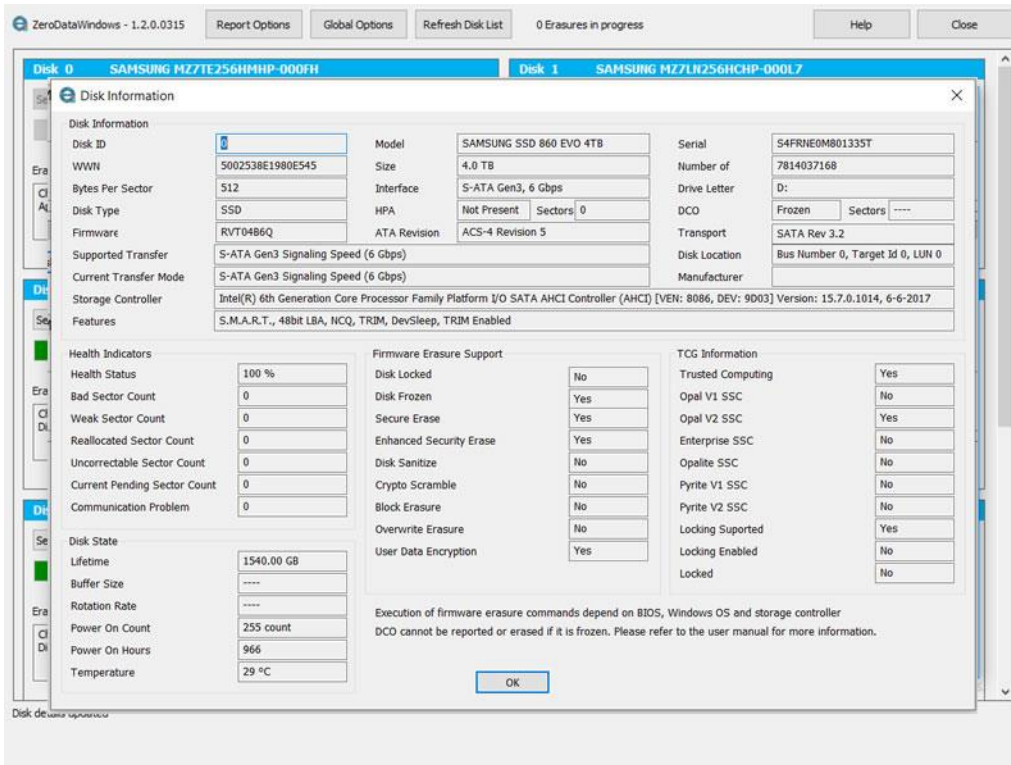 ZeroDataWindows - 1.2.0.0315 Report Options Global Options Refresh Disk List 0 Erasures in progress Help Close
Disk 0 SAMSUNG MZ7TE256HMHP-000FH Disk 1 SAMSUNG MZ7LN256HCHP-000L7
Disk Information
Disk Information
Disk ID 0 Model SAMSUNG SSD 860 EVO 4TB Serial S4FRNE0M801335T
WWN 5002538E1980E545 Size 4.0 TB Number of 7814037168
Bytes Per Sector 512 Interface S-ATA Gen3, 6 Gbps Drive Letter D:
Disk Type SSD HPA Not Present Sectors 0 DCO Frozen Sectors ----
Firmware RVT04B6Q ATA Revision ACS-4 Revision 5 Transport SATA Rev 3.2
Supported Transfer S-ATA Gen3 Signaling Speed (6 Gbps) Disk Location Bus Number 0, Target Id 0, LUN 0
Current Transfer Mode S-ATA Gen3 Signaling Speed (6 Gbps) Manufacturer
Storage Controller Intel(R) 6th Generation Core Processor Family Platform I/O SATA AHCI Controller (AHCI) [VEN: 8086, DEV: 9D03] Version: 15.7.0.1014, 6-6-2017
Features S.M.A.R.T., 48bit LBA, NCQ, TRIM, DevSleep, TRIM Enabled
Health Indicators Firmware Erasure Support TCG Information
Health Status 100 % Disk Locked No Trusted Computing Yes
Bad Sector Count 0 Disk Frozen Yes Opal V1 SSC No
Weak Sector Count 0 Secure Erase Yes Opal V2 SSC Yes
Reallocated Sector Count 0 Enhanced Security Erase Yes Enterprise SSC No
Uncorrectable Sector Count 0 Disk Sanitize No Opalite SSC No
Current Pending Sector Count 0 Crypto Scramble No Pyrite V1 SSC No
Communication Problem 0 Block Erasure No Pyrite V2 SSC No
Overwrite Erasure No Locking Suported Yes
Disk State User Data Encryption Yes Locking Enabled No
Lifetime 1540.00 GB Locked No
Buffer Size ----
Rotation Rate ----
Execution of firmware erasure commands depend on BIOS, Windows OS and storage controller
Power On Count 255 count DCO cannot be reported or erased if it is frozen. Please refer to the user manual for more information.
Power On Hours 966
Temperature 29 °C
OK
Disk details updated